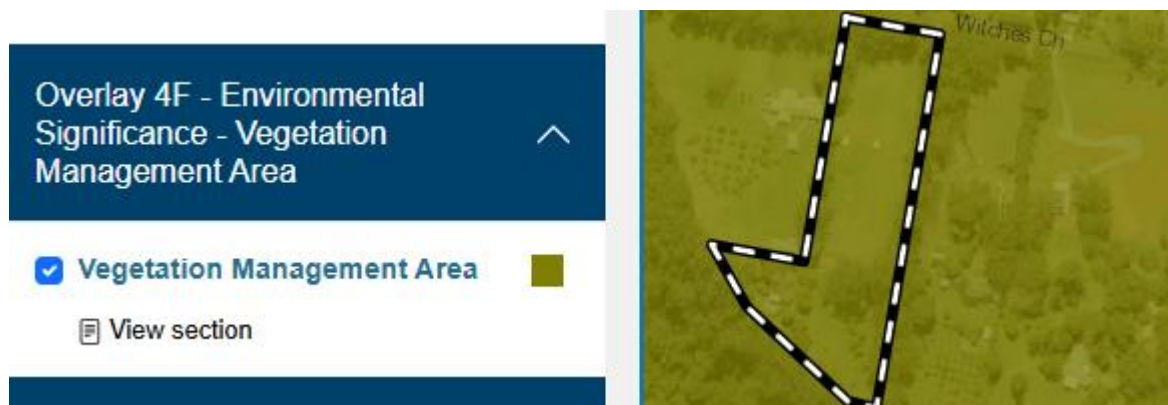 Overlay 4F - Environmental
Significance - Vegetation
Management Area
Vegetation Management Area
View section
Witches Ch